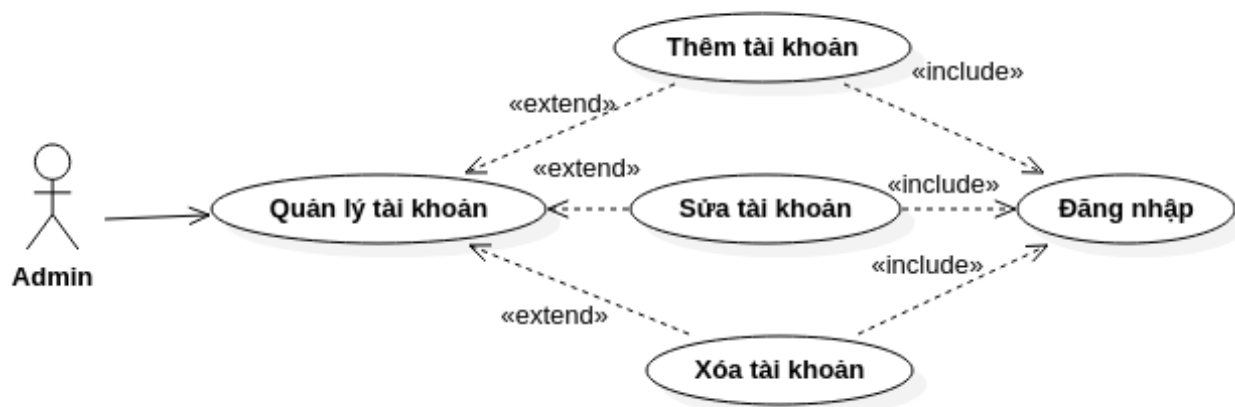 Thêm tài khoản
«include»
«extend»
«extend»
«include»
Quản lý tài khoản
Sửa tài khoản
Đăng nhập
Admin
«include»
«extend»
Xóa tài khoản